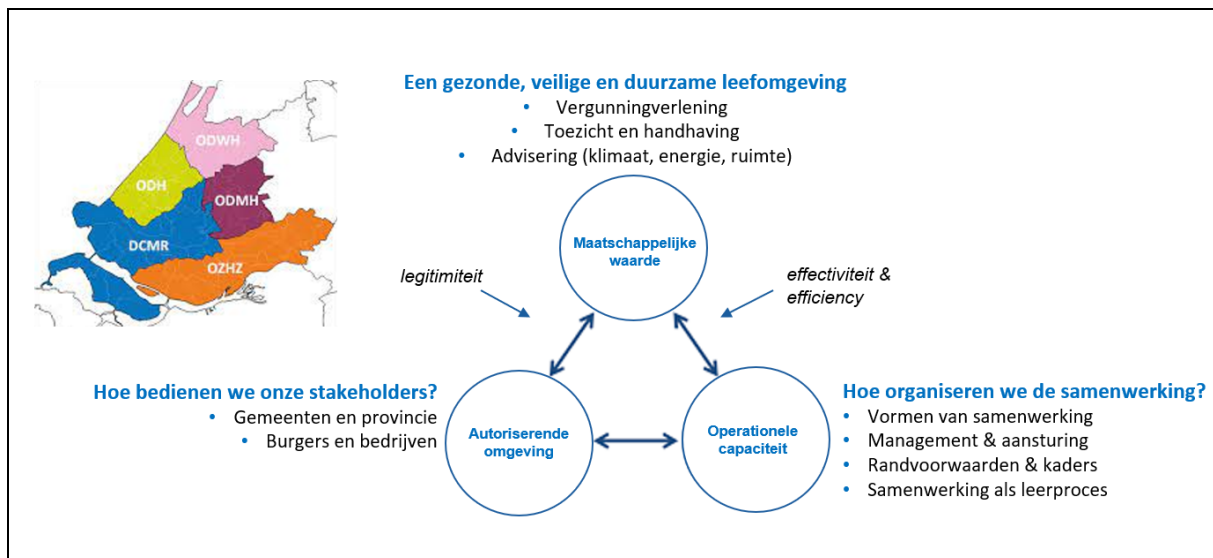 Een gezonde, veilige en duurzame leefomgeving
• Vergunningverlening
• Toezicht en handhaving
• Advisering (klimaat, energie, ruimte)
ODWH
ODH
ODMH
DCMR
OZHZ
Maatschappelijke
waarde
legitimiteit
effectiviteit &
efficiency
Hoe bedienen we onze stakeholders?
• Gemeenten en provincie
• Burgers en bedrijven
Autoriserende
omgeving
Operationele
capaciteit
Hoe organiseren we de samenwerking?
• Vormen van samenwerking
• Management & aansturing
• Randvoorwaarden & kaders
• Samenwerking als leerproces